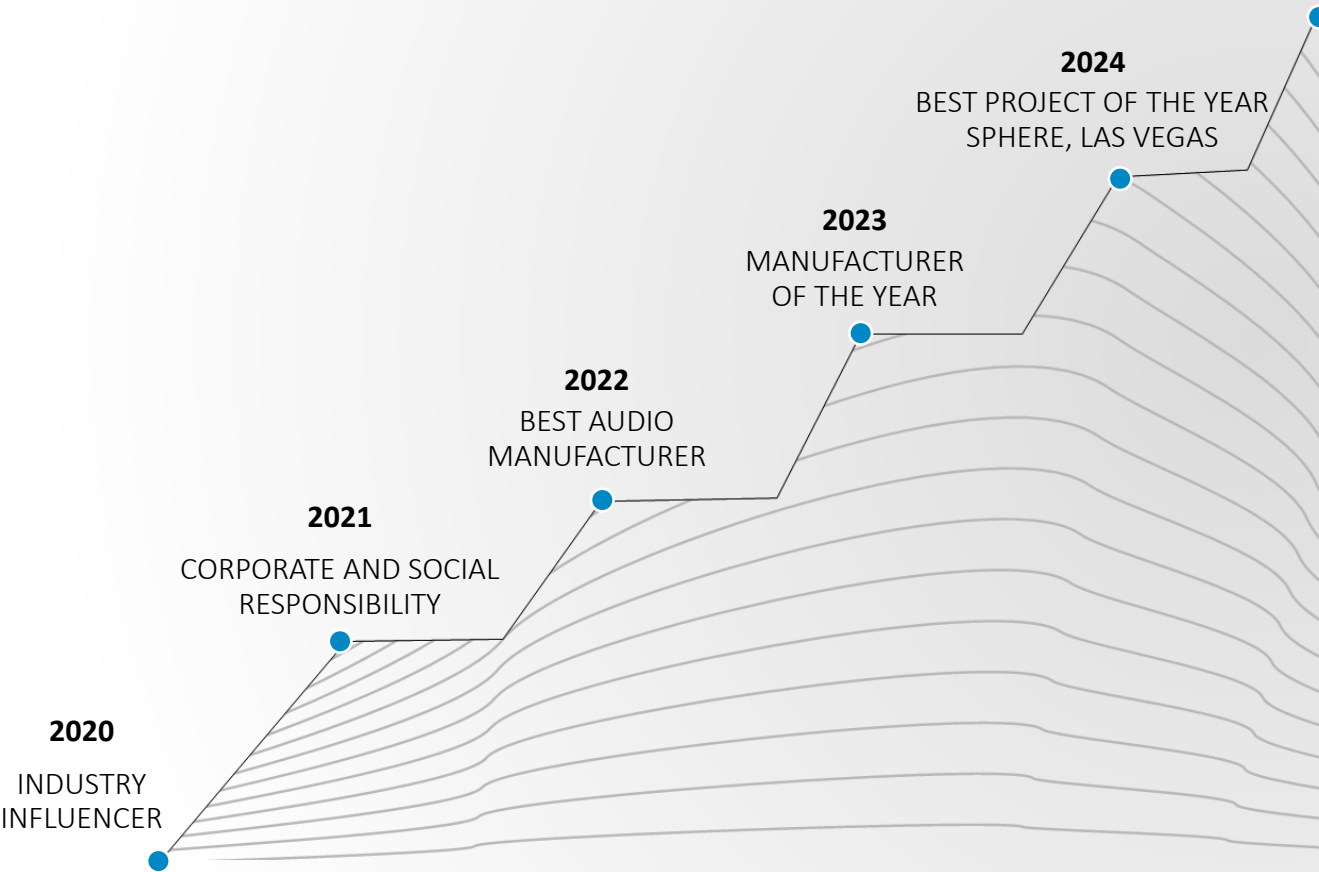 2024
BEST PROJECT OF THE YEAR
SPHERE, LAS VEGAS
2023
MANUFACTURER
OF THE YEAR
2022
BEST AUDIO
MANUFACTURER
2021
CORPORATE AND SOCIAL
RESPONSIBILITY
2020
INDUSTRY
INFLUENCER